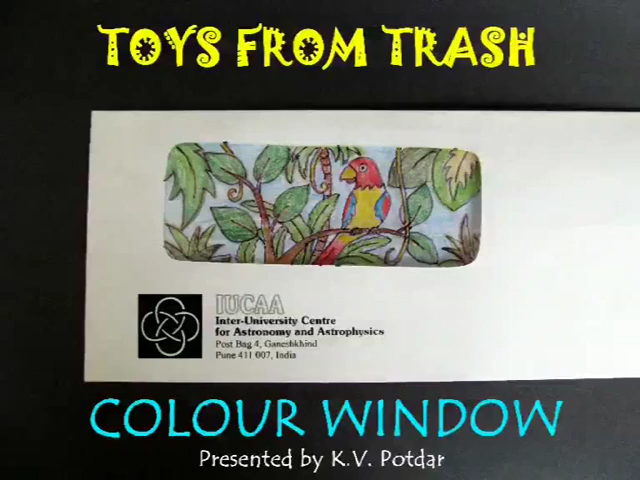 TOYS FROM TRASH
IUCAA
Inter-University Centre
for Astronomy and Astrophysics
Post Bag 4, Ganeshkhind
Pune 411 007, India
COLOUR WINDOW
Presented by K.V. Potdar